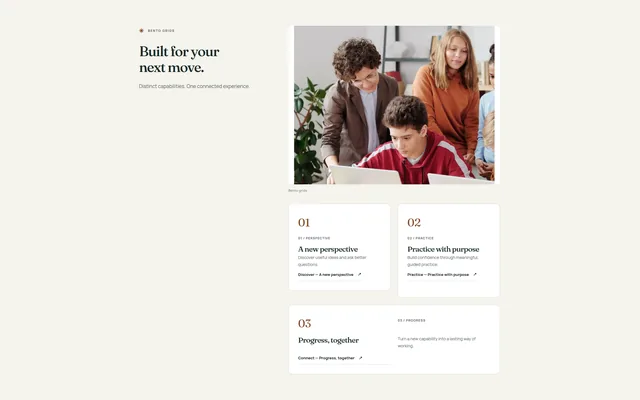 BENTO GRIDS
Built for your
next move.
Distinct capabilities. One connected experience.
Bento grids
01
01 / PERSPECTIVE
A new perspective
Discover useful ideas and ask better
questions.
Discover — A new perspective ↗
02
02 / PRACTICE
Practice with purpose
Build confidence through meaningful,
guided practice.
Practice — Practice with purpose ↗
03
Progress, together
Connect — Progress, together ↗
03 / PROGRESS
Turn a new capability into a lasting way of
working.